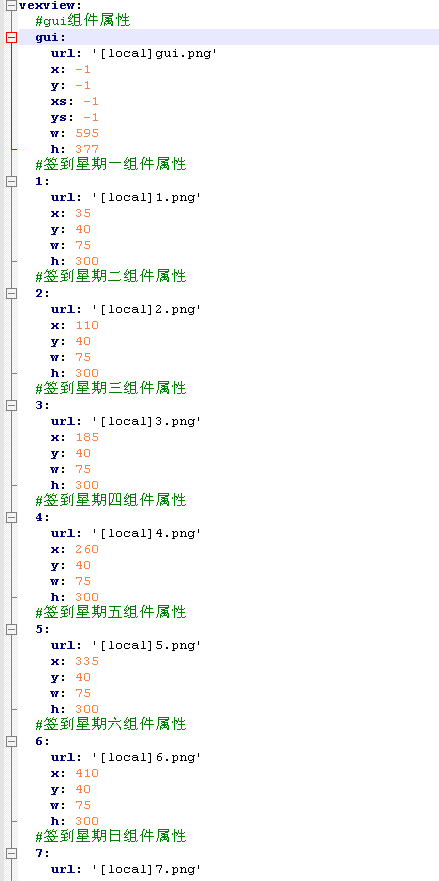 vexview:
#gui组件属性
gui:
url: '[local]gui.png'
x: -1
y: -1
xs: -1
ys: -1
w: 595
h: 377
#签到星期一组件属性
1:
url: '[local]1.png'
x: 35
y: 40
w: 75
h: 300
#签到星期二组件属性
2:
url: '[local]2.png'
x: 110
y: 40
w: 75
h: 300
#签到星期三组件属性
3:
url: '[local]3.png'
x: 185
y: 40
w: 75
h: 300
#签到星期四组件属性
4:
url: '[local]4.png'
x: 260
y: 40
w: 75
h: 300
#签到星期五组件属性
5:
url: '[local]5.png'
x: 335
y: 40
w: 75
h: 300
#签到星期六组件属性
6:
url: '[local]6.png'
x: 410
y: 40
w: 75
h: 300
#签到星期日组件属性
7:
url: '[local]7.png'